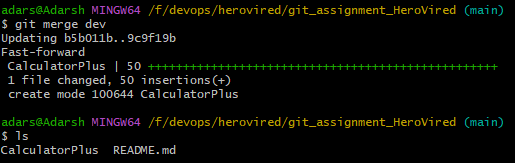 adars@Adarsh MINGW64 /f/devops/herovired/git_assignment_HeroVired (main)
$ git merge dev
Updating b5b011b..9c9f19b
Fast-forward
 CalculatorPlus | 50 ++++++++++++++++++++++++++++++++++++++++++++++++++
 1 file changed, 50 insertions(+)
 create mode 100644 CalculatorPlus
adars@Adarsh MINGW64 /f/devops/herovired/git_assignment_HeroVired (main)
$ ls
CalculatorPlus  README.md